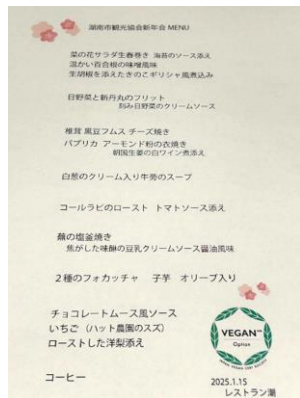 湖南市観光協会新年会 MENU
菜の花サラダ生春巻き 海苔のソース添え
温かい百合根の味噌風味
生胡椒を添えたきのこギリシャ風煮込み
日野菜と新丹丸のフリット
刻み日野菜のクリームソース
椎茸 黒豆フムス チーズ焼き
パプリカ アーモンド粉の衣焼き
朝国生姜の白ワイン煮添え
白葱のクリーム入り牛蒡のスープ
コールラビのロースト トマトソース添え
蕪の塩釜焼き
焦がした味醂の豆乳クリームソース醤油風味
2種のフォカッチャ 子芋 オリーブ入り
チョコレートムース風ソース
いちご(ハット農園のスズ)
ローストした洋梨添え
コーヒー
VEGAN
Option
2025.1.15
レストラン潮